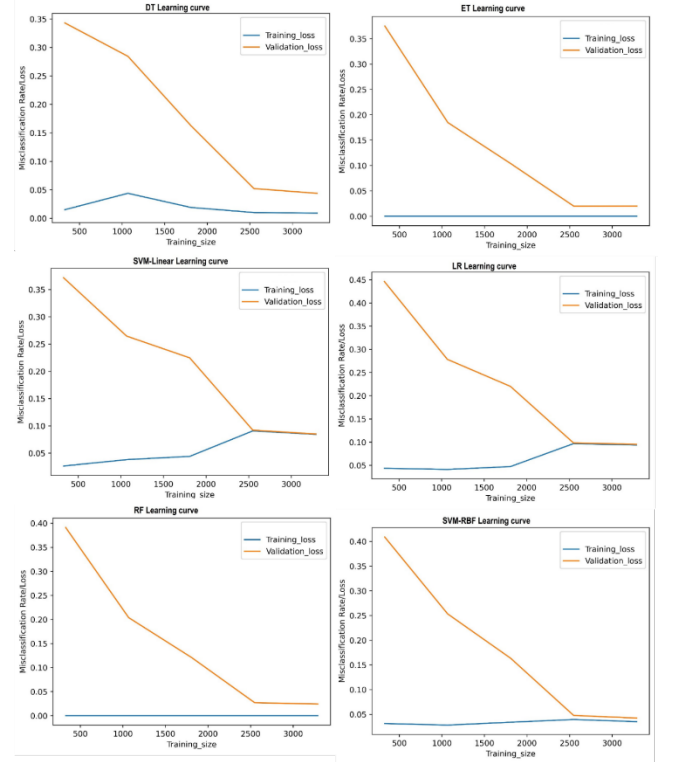 DT Learning curve
Misclassification Rate/Loss
0.35
0.30
0.25
0.20
0.15
0.10
0.05
0.00
Training_loss
Validation_loss
500 1000 1500 2000 2500 3000
Training_size
ET Learning curve
Misclassification Rate/Loss
0.35
0.30
0.25
0.20
0.15
0.10
0.05
0.00
Training_loss
Validation_loss
500 1000 1500 2000 2500 3000
Training_size
SVM-Linear Learning curve
Misclassification Rate/Loss
0.35
0.30
0.25
0.20
0.15
0.10
0.05
Training_loss
Validation_loss
500 1000 1500 2000 2500 3000
Training_size
LR Learning curve
Misclassification Rate/Loss
0.45
0.40
0.35
0.30
0.25
0.20
0.15
0.10
0.05
Training_loss
Validation_loss
500 1000 1500 2000 2500 3000
Training_size
RF Learning curve
Misclassification Rate/Loss
0.40
0.35
0.30
0.25
0.20
0.15
0.10
0.05
0.00
Training_loss
Validation_loss
500 1000 1500 2000 2500 3000
Training_size
SVM-RBF Learning curve
Misclassification Rate/Loss
0.40
0.35
0.30
0.25
0.20
0.15
0.10
0.05
Training_loss
Validation_loss
500 1000 1500 2000 2500 3000
Training_size